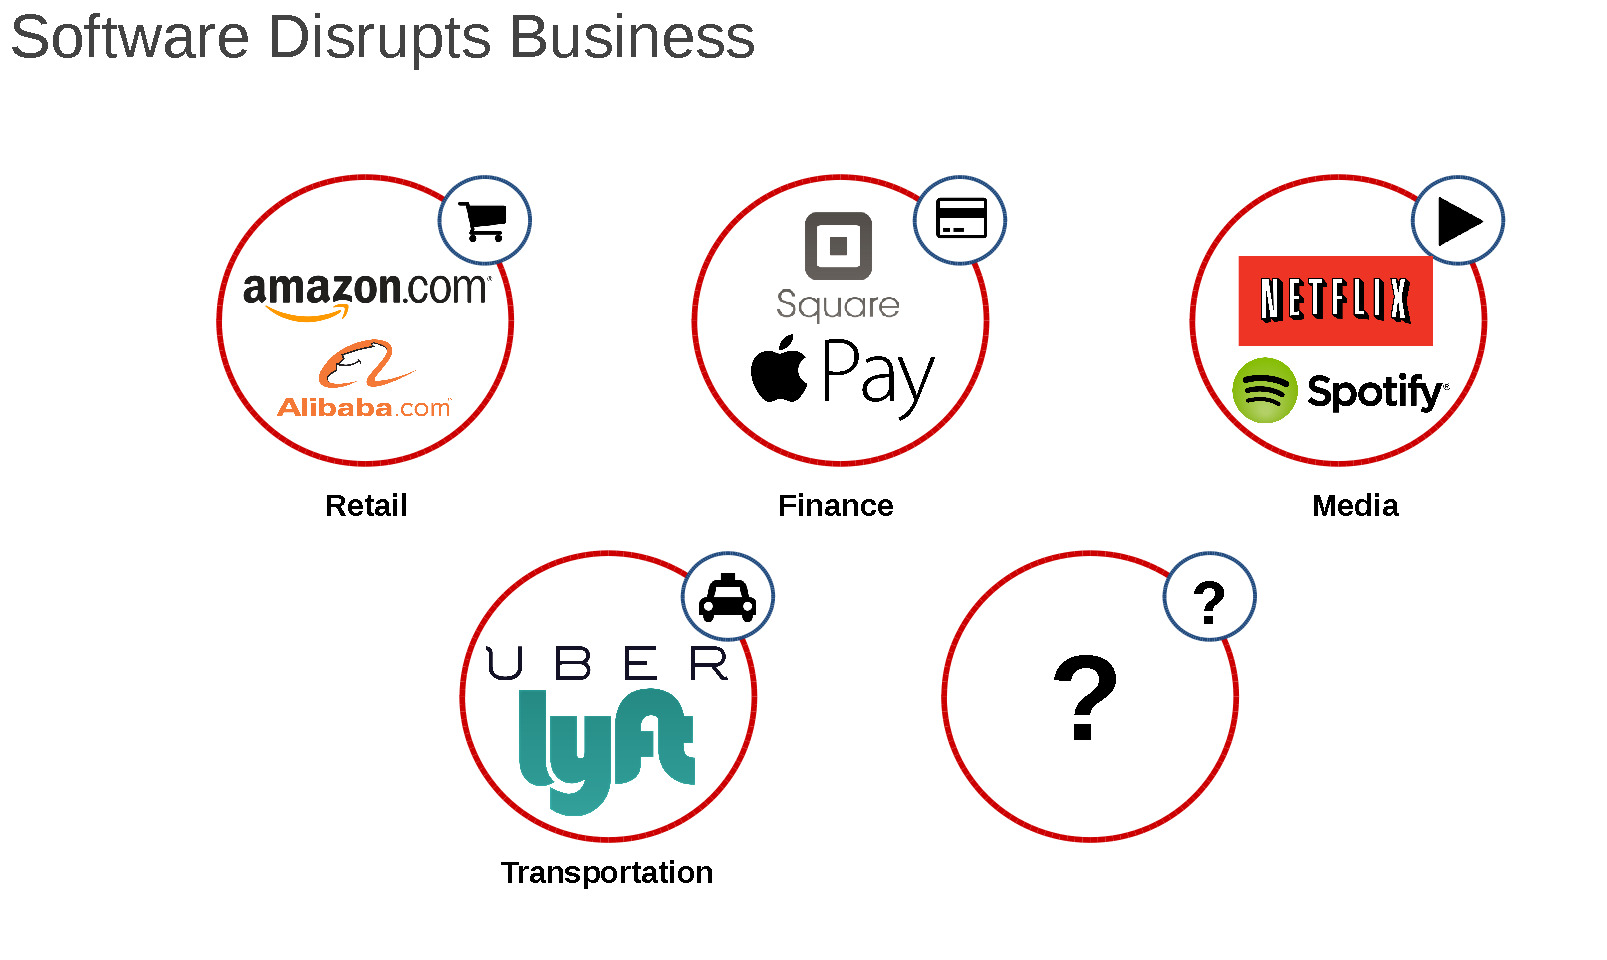 Software Disrupts Business
amazon.com®
Square
Pay
NETFLIX
Alibaba.com
Spotify®
Retail
Finance
Media
UBER
lyft
?
?
Transportation